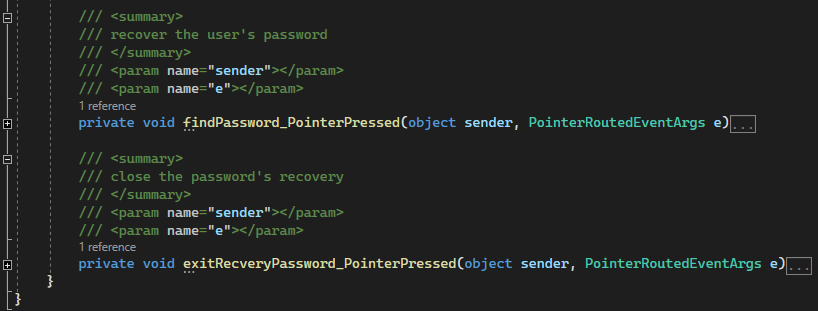 /// <summary>
/// recover the user's password
/// </summary>
/// <param name="sender"></param>
/// <param name="e"></param>
1 reference
private void findPassword_PointerPressed(object sender, PointerRoutedEventArgs e)...
/// <summary>
/// close the password's recovery
/// </summary>
/// <param name="sender"></param>
/// <param name="e"></param>
1 reference
private void exitRecveryPassword_PointerPressed(object sender, PointerRoutedEventArgs e)...
}
}